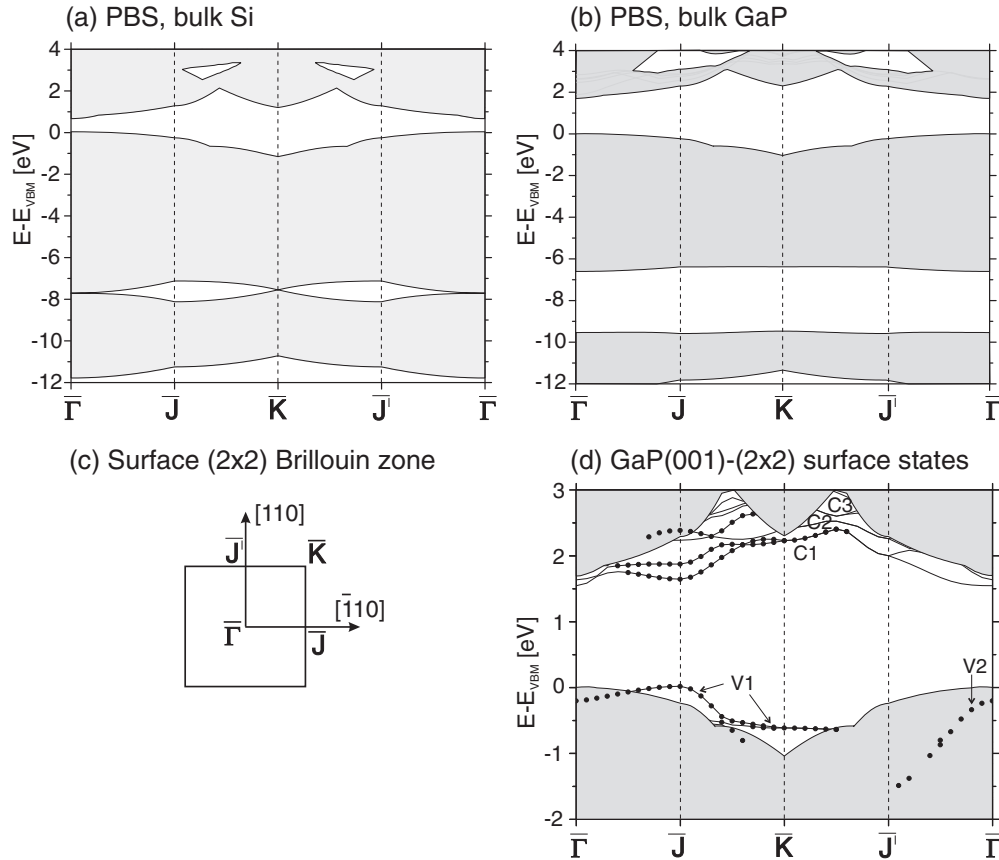 (a) PBS, bulk Si
(b) PBS, bulk GaP
E-E_VBM [eV]
4
2
0
-2
-4
-6
-8
-10
-12
Γ̅ J̅ K̅ J̅' Γ̅
E-E_VBM [eV]
4
2
0
-2
-4
-6
-8
-10
-12
Γ̅ J̅ K̅ J̅' Γ̅
(c) Surface (2x2) Brillouin zone
[110]
J̅' K̅
[1̅10]
Γ̅ J̅
(d) GaP(001)-(2x2) surface states
E-E_VBM [eV]
3
2
1
0
-1
-2
C3
C2
C1
V1
V2
Γ̅ J̅ K̅ J̅' Γ̅